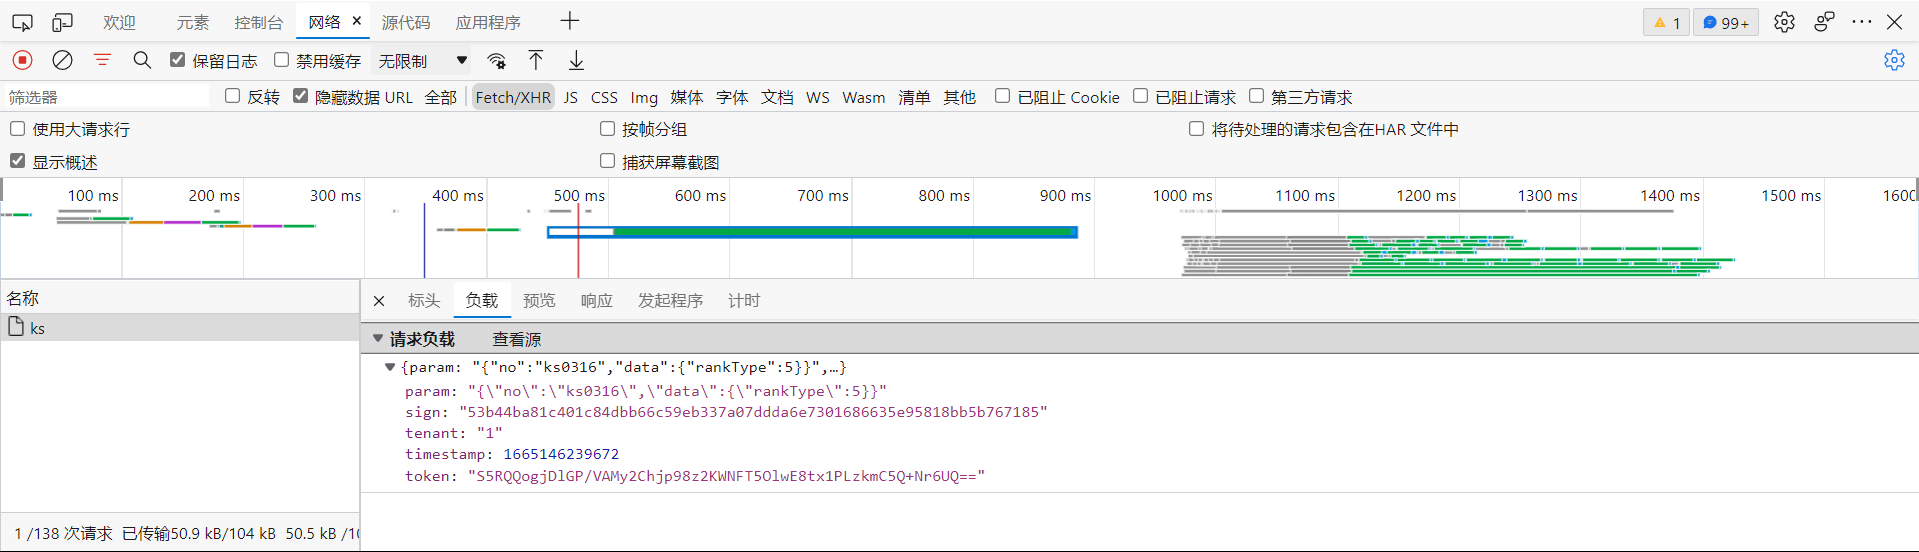 欢迎 元素 控制台 网络 × 源代码 应用程序 + 1 99+
保留日志 禁用缓存 无限制
筛选器 反转 隐藏数据 URL 全部 Fetch/XHR JS CSS Img 媒体 字体 文档 WS Wasm 清单 其他 已阻止 Cookie 已阻止请求 第三方请求
使用大请求行 按帧分组 将待处理的请求包含在HAR 文件中
显示概述 捕获屏幕截图
100 ms 200 ms 300 ms 400 ms 500 ms 600 ms 700 ms 800 ms 900 ms 1000 ms 1100 ms 1200 ms 1300 ms 1400 ms 1500 ms 1600
名称 × 标头 负载 预览 响应 发起程序 计时
ks
请求负载 查看源
{param: "{"no":"ks0316","data":{"rankType":5}}",…}
param: "{\"no\":\"ks0316\",\"data\":{\"rankType\":5}}"
sign: "53b44ba81c401c84dbb66c59eb337a07ddda6e7301686635e95818bb5b767185"
tenant: "1"
timestamp: 1665146239672
token: "S5RQQogjDlGP/VAMy2Chjp98z2KWNFT5OlwE8tx1PLzkmC5Q+Nr6UQ=="
1 /138 次请求 已传输50.9 kB/104 kB 50.5 kB /10